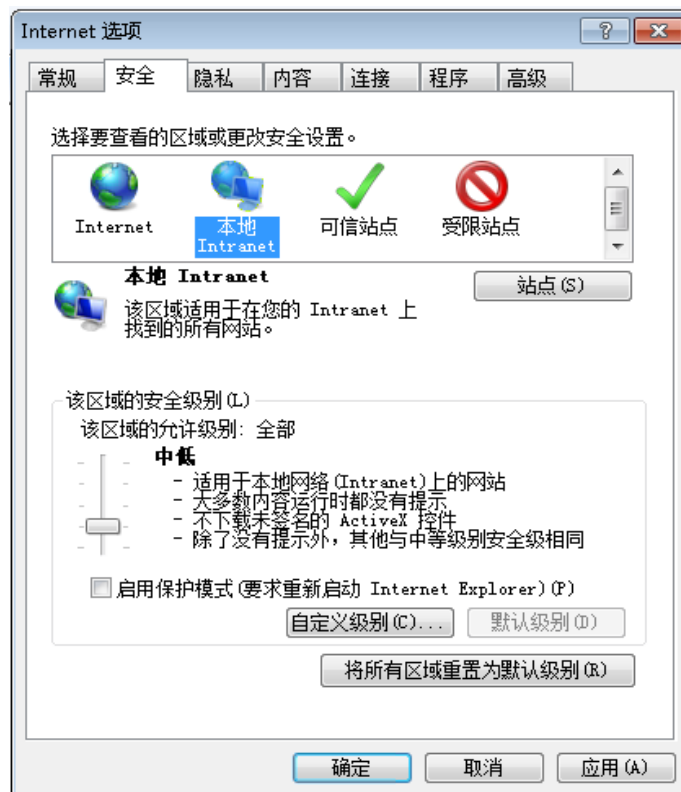 Internet 选项
常规 安全 隐私 内容 连接 程序 高级
选择要查看的区域或更改安全设置。
Internet 本地 Intranet 可信站点 受限站点
本地 Intranet
站点(S)
该区域适用于在您的 Intranet 上
找到的所有网站。
该区域的安全级别(L)
该区域的允许级别: 全部
中低
- 适用于本地网络(Intranet)上的网站
- 大多数内容运行时都没有提示
- 不下载未签名的 ActiveX 控件
- 除了没有提示外，其他与中等级别安全级相同
启用保护模式(要求重新启动 Internet Explorer)(P)
自定义级别(C)... 默认级别(D)
将所有区域重置为默认级别(R)
确定 取消 应用(A)